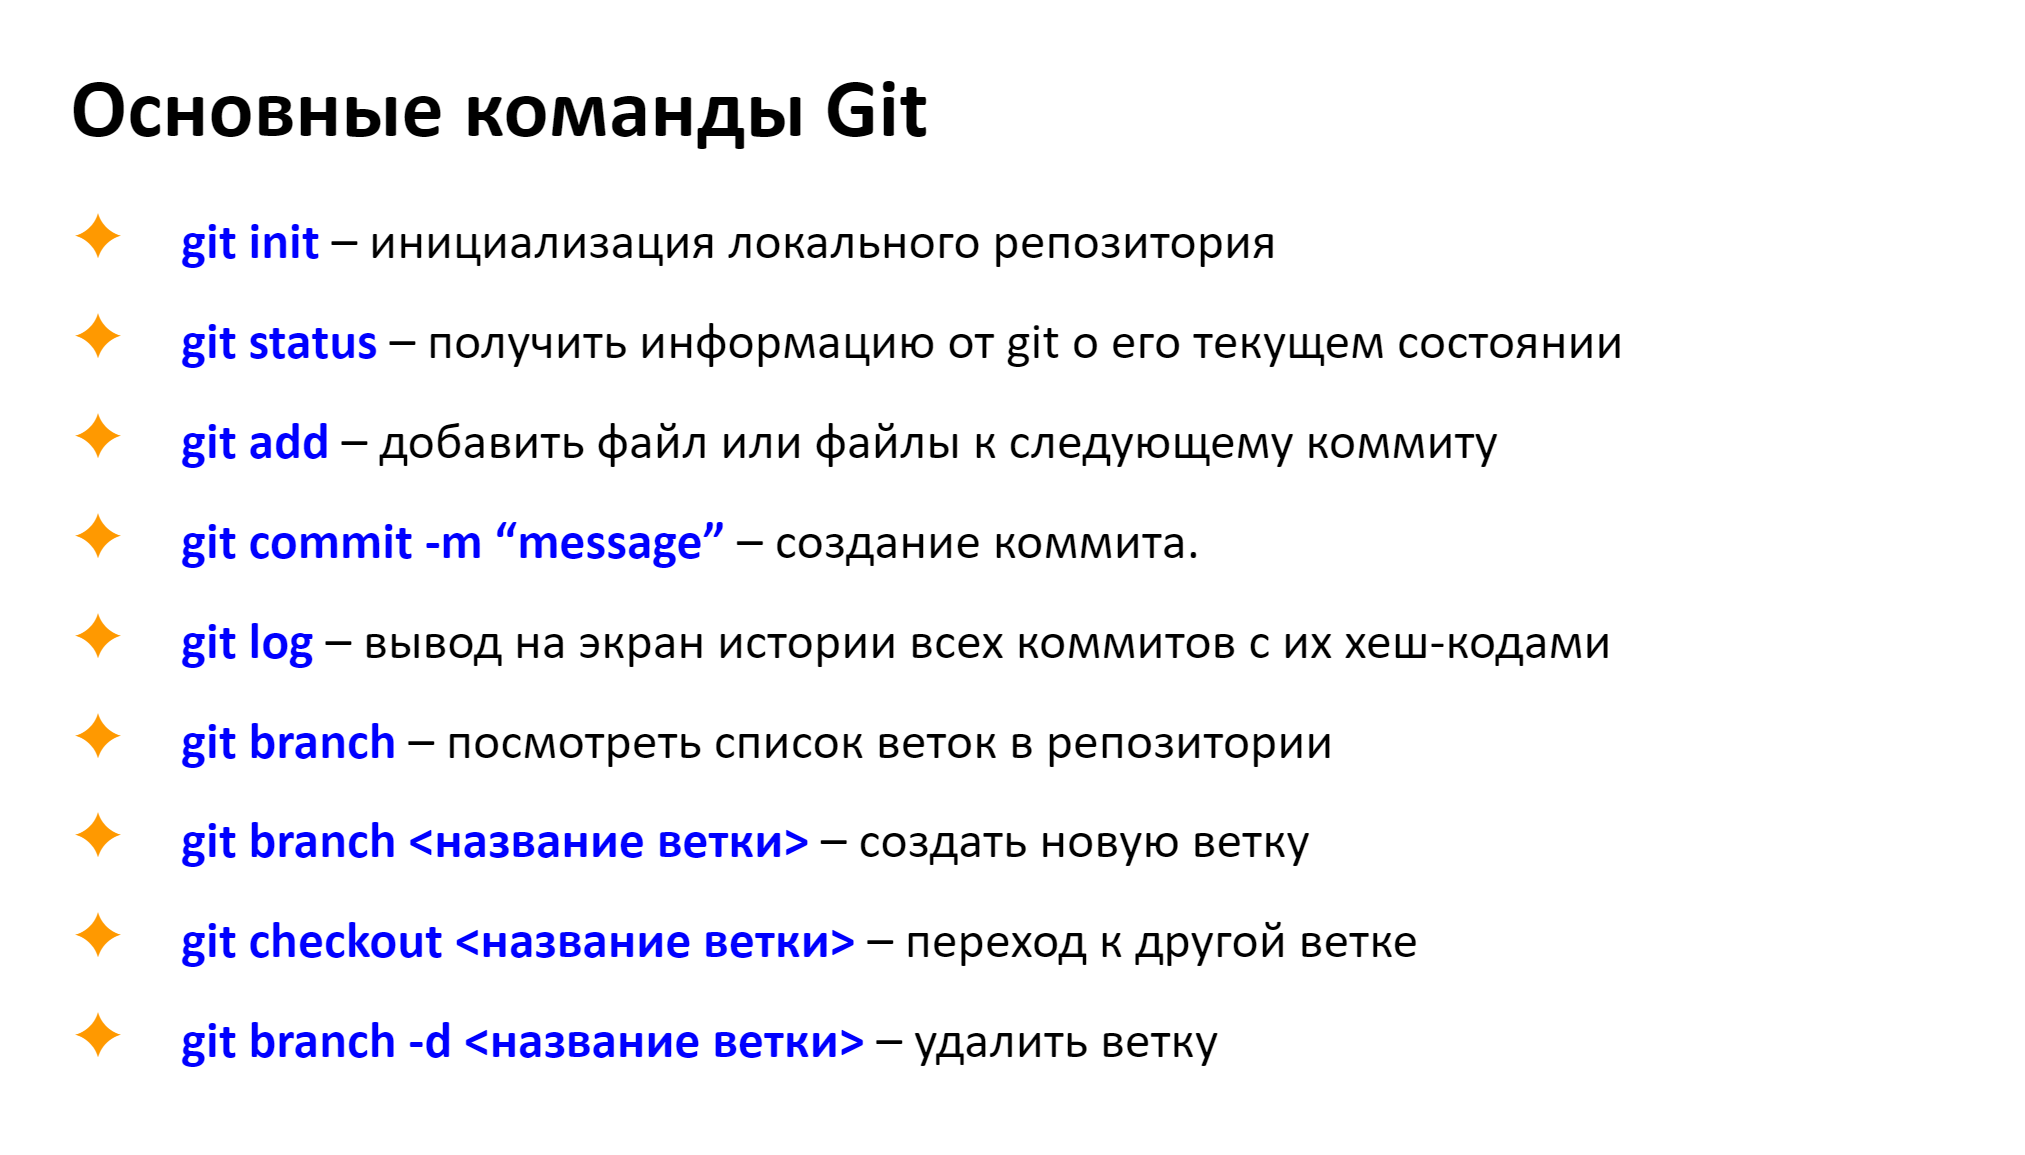 Основные команды Git
git init – инициализация локального репозитория
git status – получить информацию от git о его текущем состоянии
git add – добавить файл или файлы к следующему коммиту
git commit -m “message” – создание коммита.
git log – вывод на экран истории всех коммитов с их хеш-кодами
git branch – посмотреть список веток в репозитории
git branch <название ветки> – создать новую ветку
git checkout <название ветки> – переход к другой ветке
git branch -d <название ветки> – удалить ветку